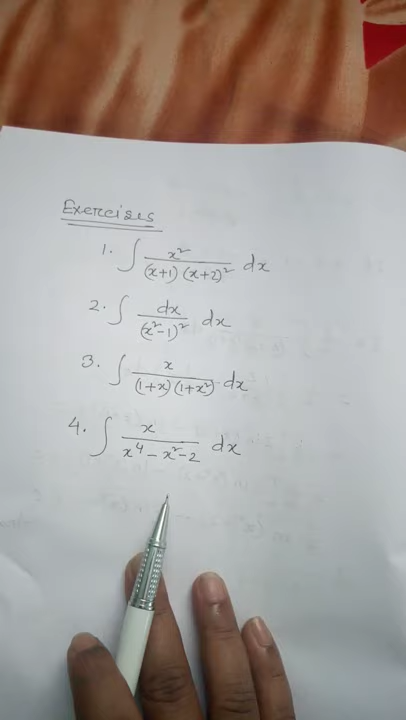 Exercises
1. ∫ x²/((x+1)(x+2)²) dx
2. ∫ dx/(x²-1)² dx
3. ∫ x/((1+x)(1+x²)) dx
4. ∫ x/(x⁴-x²-2) dx